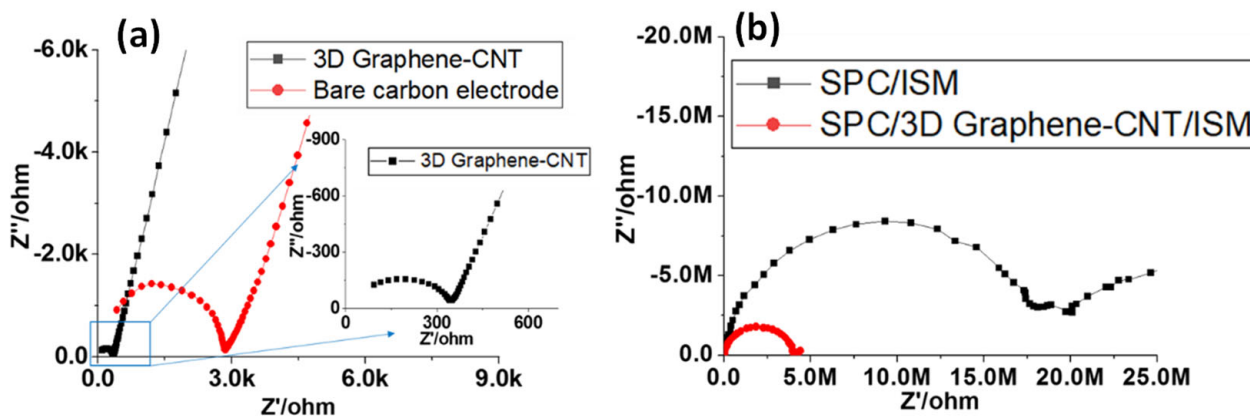 (a)
3D Graphene-CNT
Bare carbon electrode
-6.0k
-4.0k
-2.0k
0.0
Z''/ohm
0.0k
3.0k
6.0k
9.0k
Z'/ohm
3D Graphene-CNT
-900
-600
-300
0
Z''/ohm
0
300
600
Z'/ohm
(b)
SPC/ISM
SPC/3D Graphene-CNT/ISM
-20.0M
-15.0M
-10.0M
-5.0M
0.0
Z''/ohm
0.0
5.0M
10.0M
15.0M
20.0M
25.0M
Z'/ohm